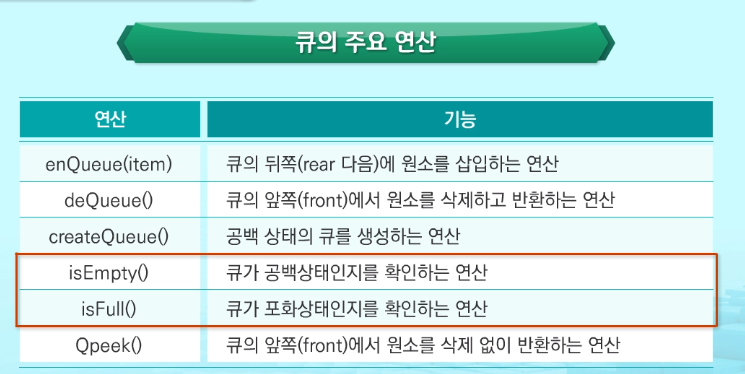 큐의 주요 연산
연산 기능
enQueue(item) 큐의 뒤쪽(rear 다음)에 원소를 삽입하는 연산
deQueue() 큐의 앞쪽(front)에서 원소를 삭제하고 반환하는 연산
createQueue() 공백 상태의 큐를 생성하는 연산
isEmpty() 큐가 공백상태인지를 확인하는 연산
isFull() 큐가 포화상태인지를 확인하는 연산
Qpeek() 큐의 앞쪽(front)에서 원소를 삭제 없이 반환하는 연산